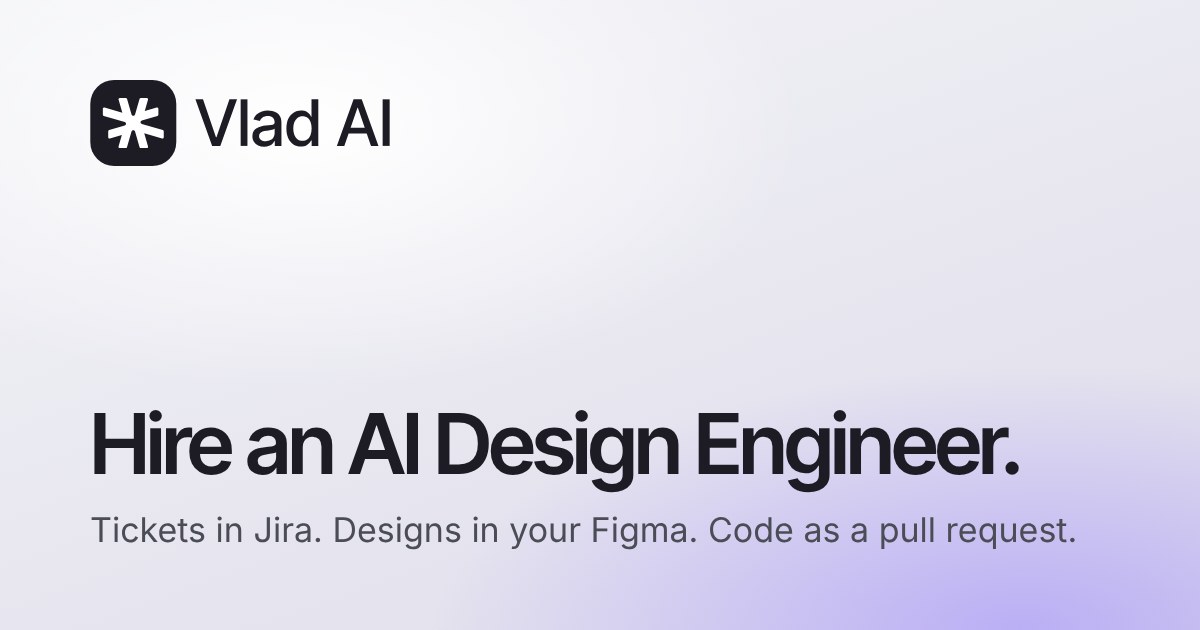 Vlad AI
Hire an AI Design Engineer.
Tickets in Jira. Designs in your Figma. Code as a pull request.